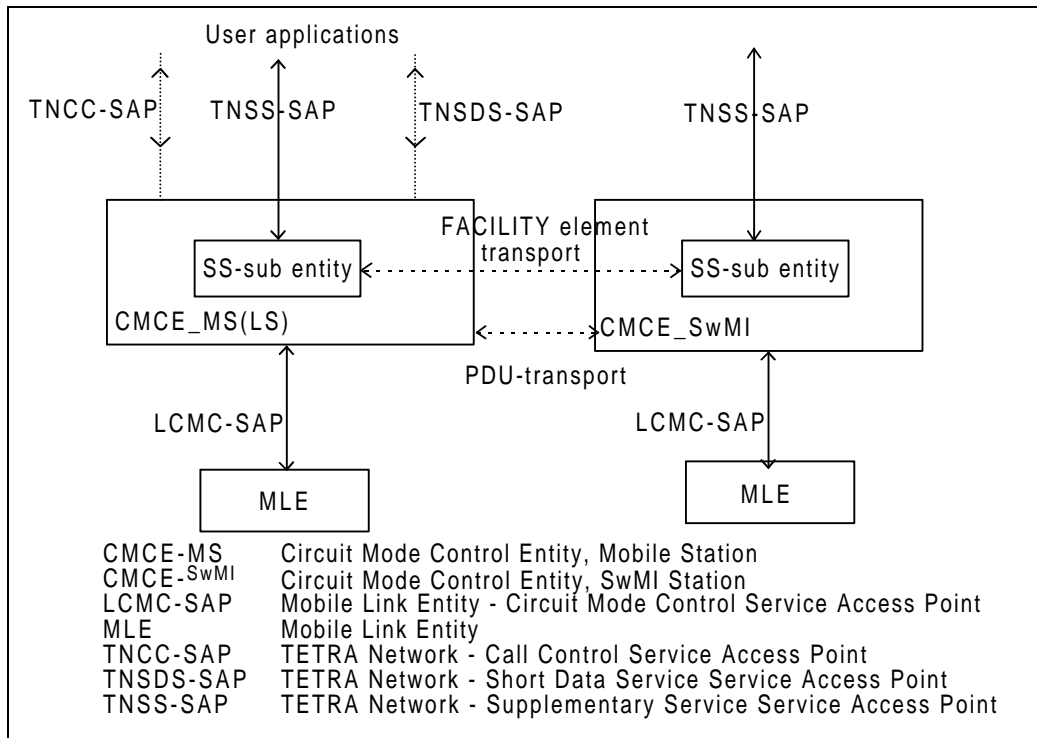 User applications
TNCC-SAP TNSS-SAP TNSDS-SAP TNSS-SAP
FACILITY element
transport
SS-sub entity SS-sub entity
CMCE_MS(LS) CMCE_SwMI
PDU-transport
LCMC-SAP LCMC-SAP
MLE MLE
CMCE-MS Circuit Mode Control Entity, Mobile Station
CMCE-SwMI Circuit Mode Control Entity, SwMI Station
LCMC-SAP Mobile Link Entity - Circuit Mode Control Service Access Point
MLE Mobile Link Entity
TNCC-SAP TETRA Network - Call Control Service Access Point
TNSDS-SAP TETRA Network - Short Data Service Service Access Point
TNSS-SAP TETRA Network - Supplementary Service Service Access Point